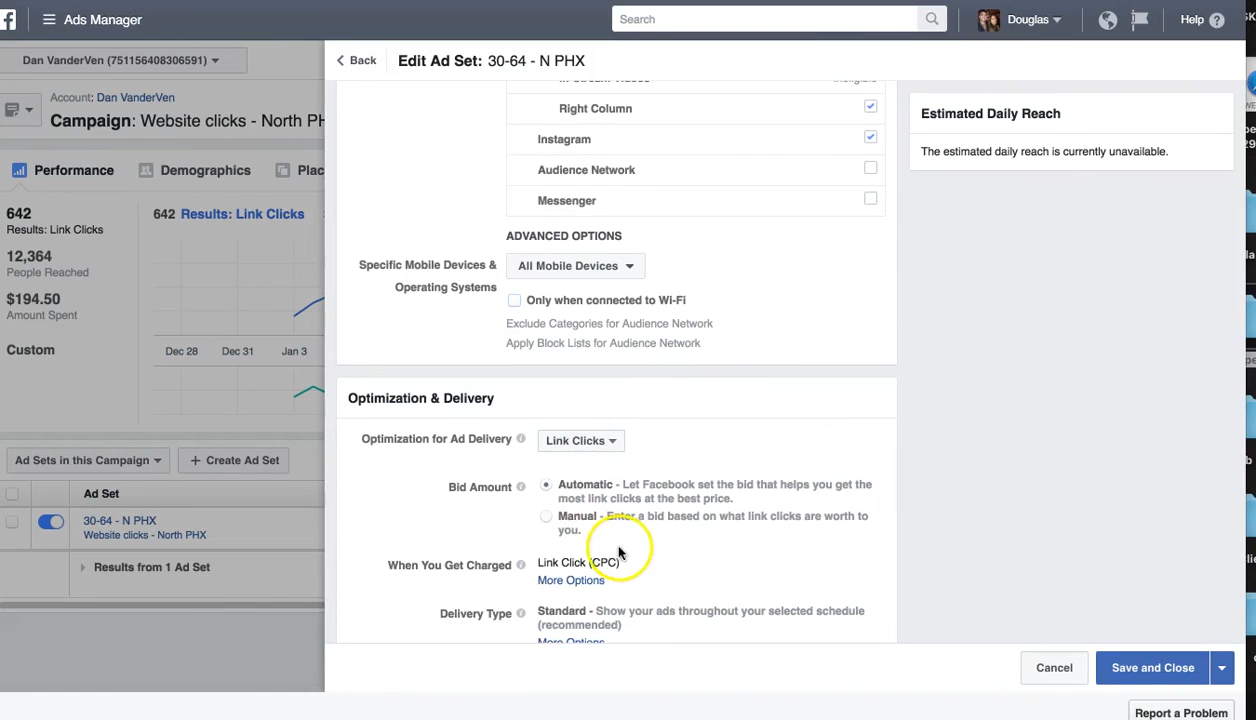 f
Ads Manager
Search
Douglas
Help ?
Dan VanderVen (751156408306591)
Back
Edit Ad Set: 30-64 - N PHX
Account: Dan VanderVen
Campaign: Website clicks - North PH
Performance
Demographics
Plac
642
Results: Link Clicks
12,364
People Reached
$194.50
Amount Spent
Custom
642 Results: Link Clicks
Dec 28
Dec 31
Jan 3
Ad Sets in this Campaign
+ Create Ad Set
Ad Set
30-64 - N PHX
Website clicks - North PHX
Results from 1 Ad Set
Right Column
Instagram
Audience Network
Messenger
ADVANCED OPTIONS
Specific Mobile Devices &
Operating Systems
All Mobile Devices
Only when connected to Wi-Fi
Exclude Categories for Audience Network
Apply Block Lists for Audience Network
Optimization & Delivery
Optimization for Ad Delivery
Link Clicks
Bid Amount
Automatic - Let Facebook set the bid that helps you get the
most link clicks at the best price.
Manual - Enter a bid based on what link clicks are worth to
you.
When You Get Charged
Link Click (CPC)
More Options
Delivery Type
Standard - Show your ads throughout your selected schedule
(recommended)
More Options
Estimated Daily Reach
The estimated daily reach is currently unavailable.
Cancel
Save and Close
Report a Problem